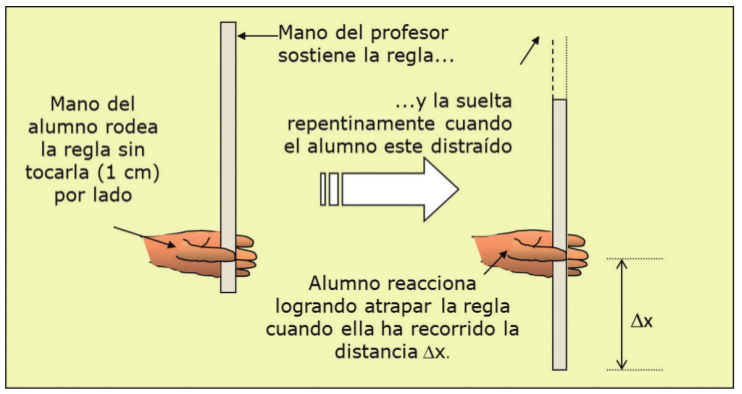 Mano del profesor
sostiene la regla...
Mano del
alumno rodea
la regla sin
tocarla (1 cm)
por lado
...y la suelta
repentinamente cuando
el alumno este distraído
Alumno reacciona
logrando atrapar la regla
cuando ella ha recorrido la
distancia Δx.
Δx